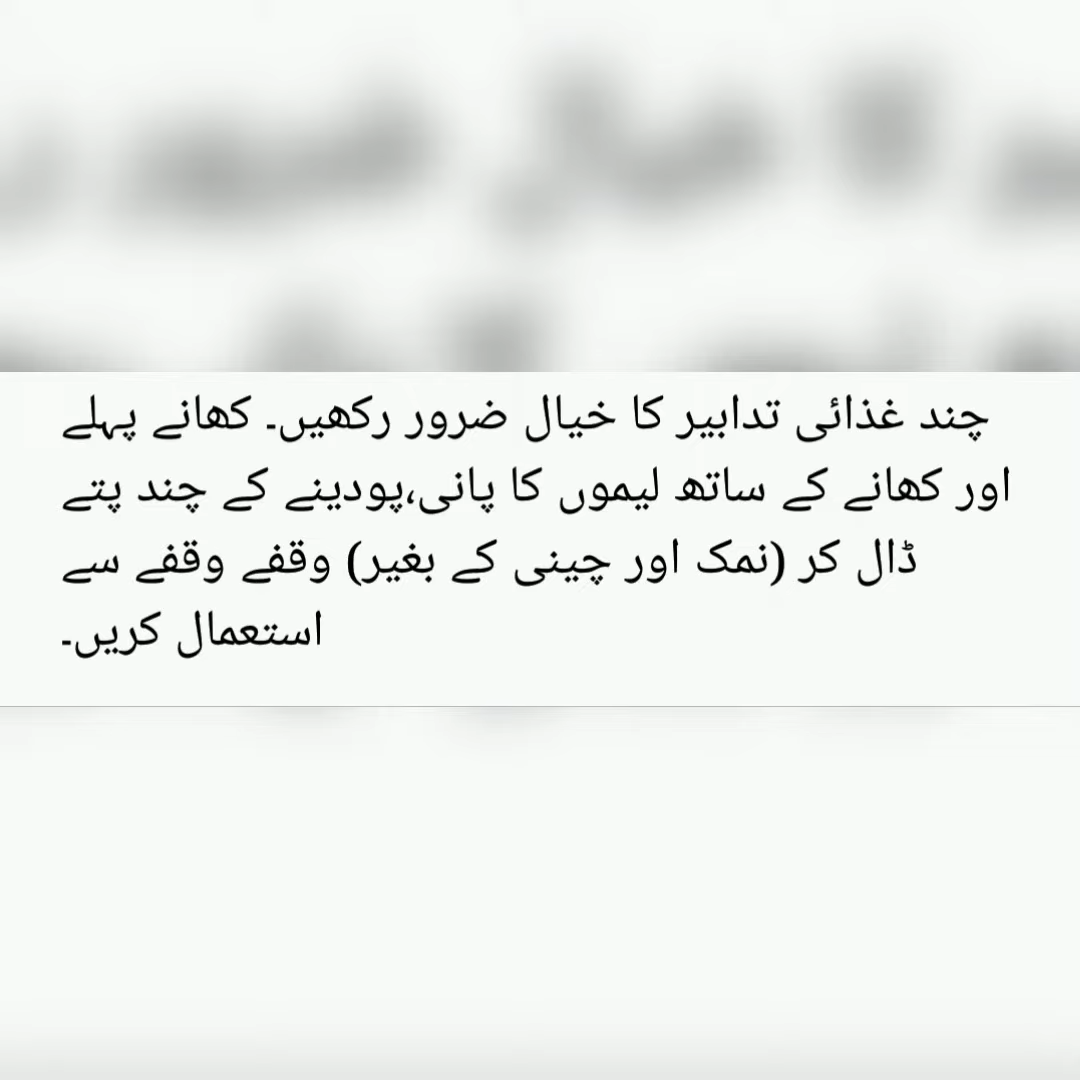 چند غذائی تدابیر کا خیال ضرور رکھیں۔ کھانے پہلے
اور کھانے کے ساتھ لیموں کا پانی،پودینے کے چند پتے
ڈال کر (نمک اور چینی کے بغیر) وقفے وقفے سے
استعمال کریں۔